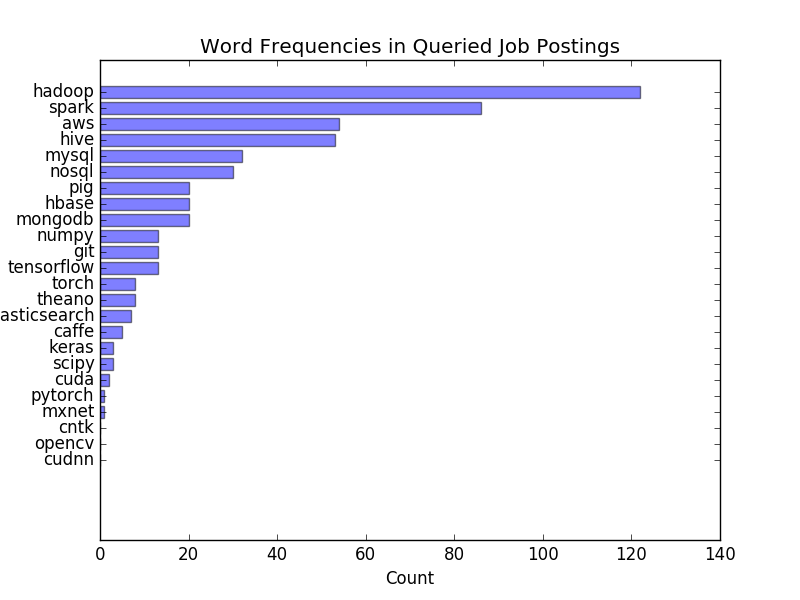 Word Frequencies in Queried Job Postings
hadoop
spark
aws
hive
mysql
nosql
pig
hbase
mongodb
numpy
git
tensorflow
torch
theano
asticsearch
caffe
keras
scipy
cuda
pytorch
mxnet
cntk
opencv
cudnn
0 20 40 60 80 100 120 140
Count